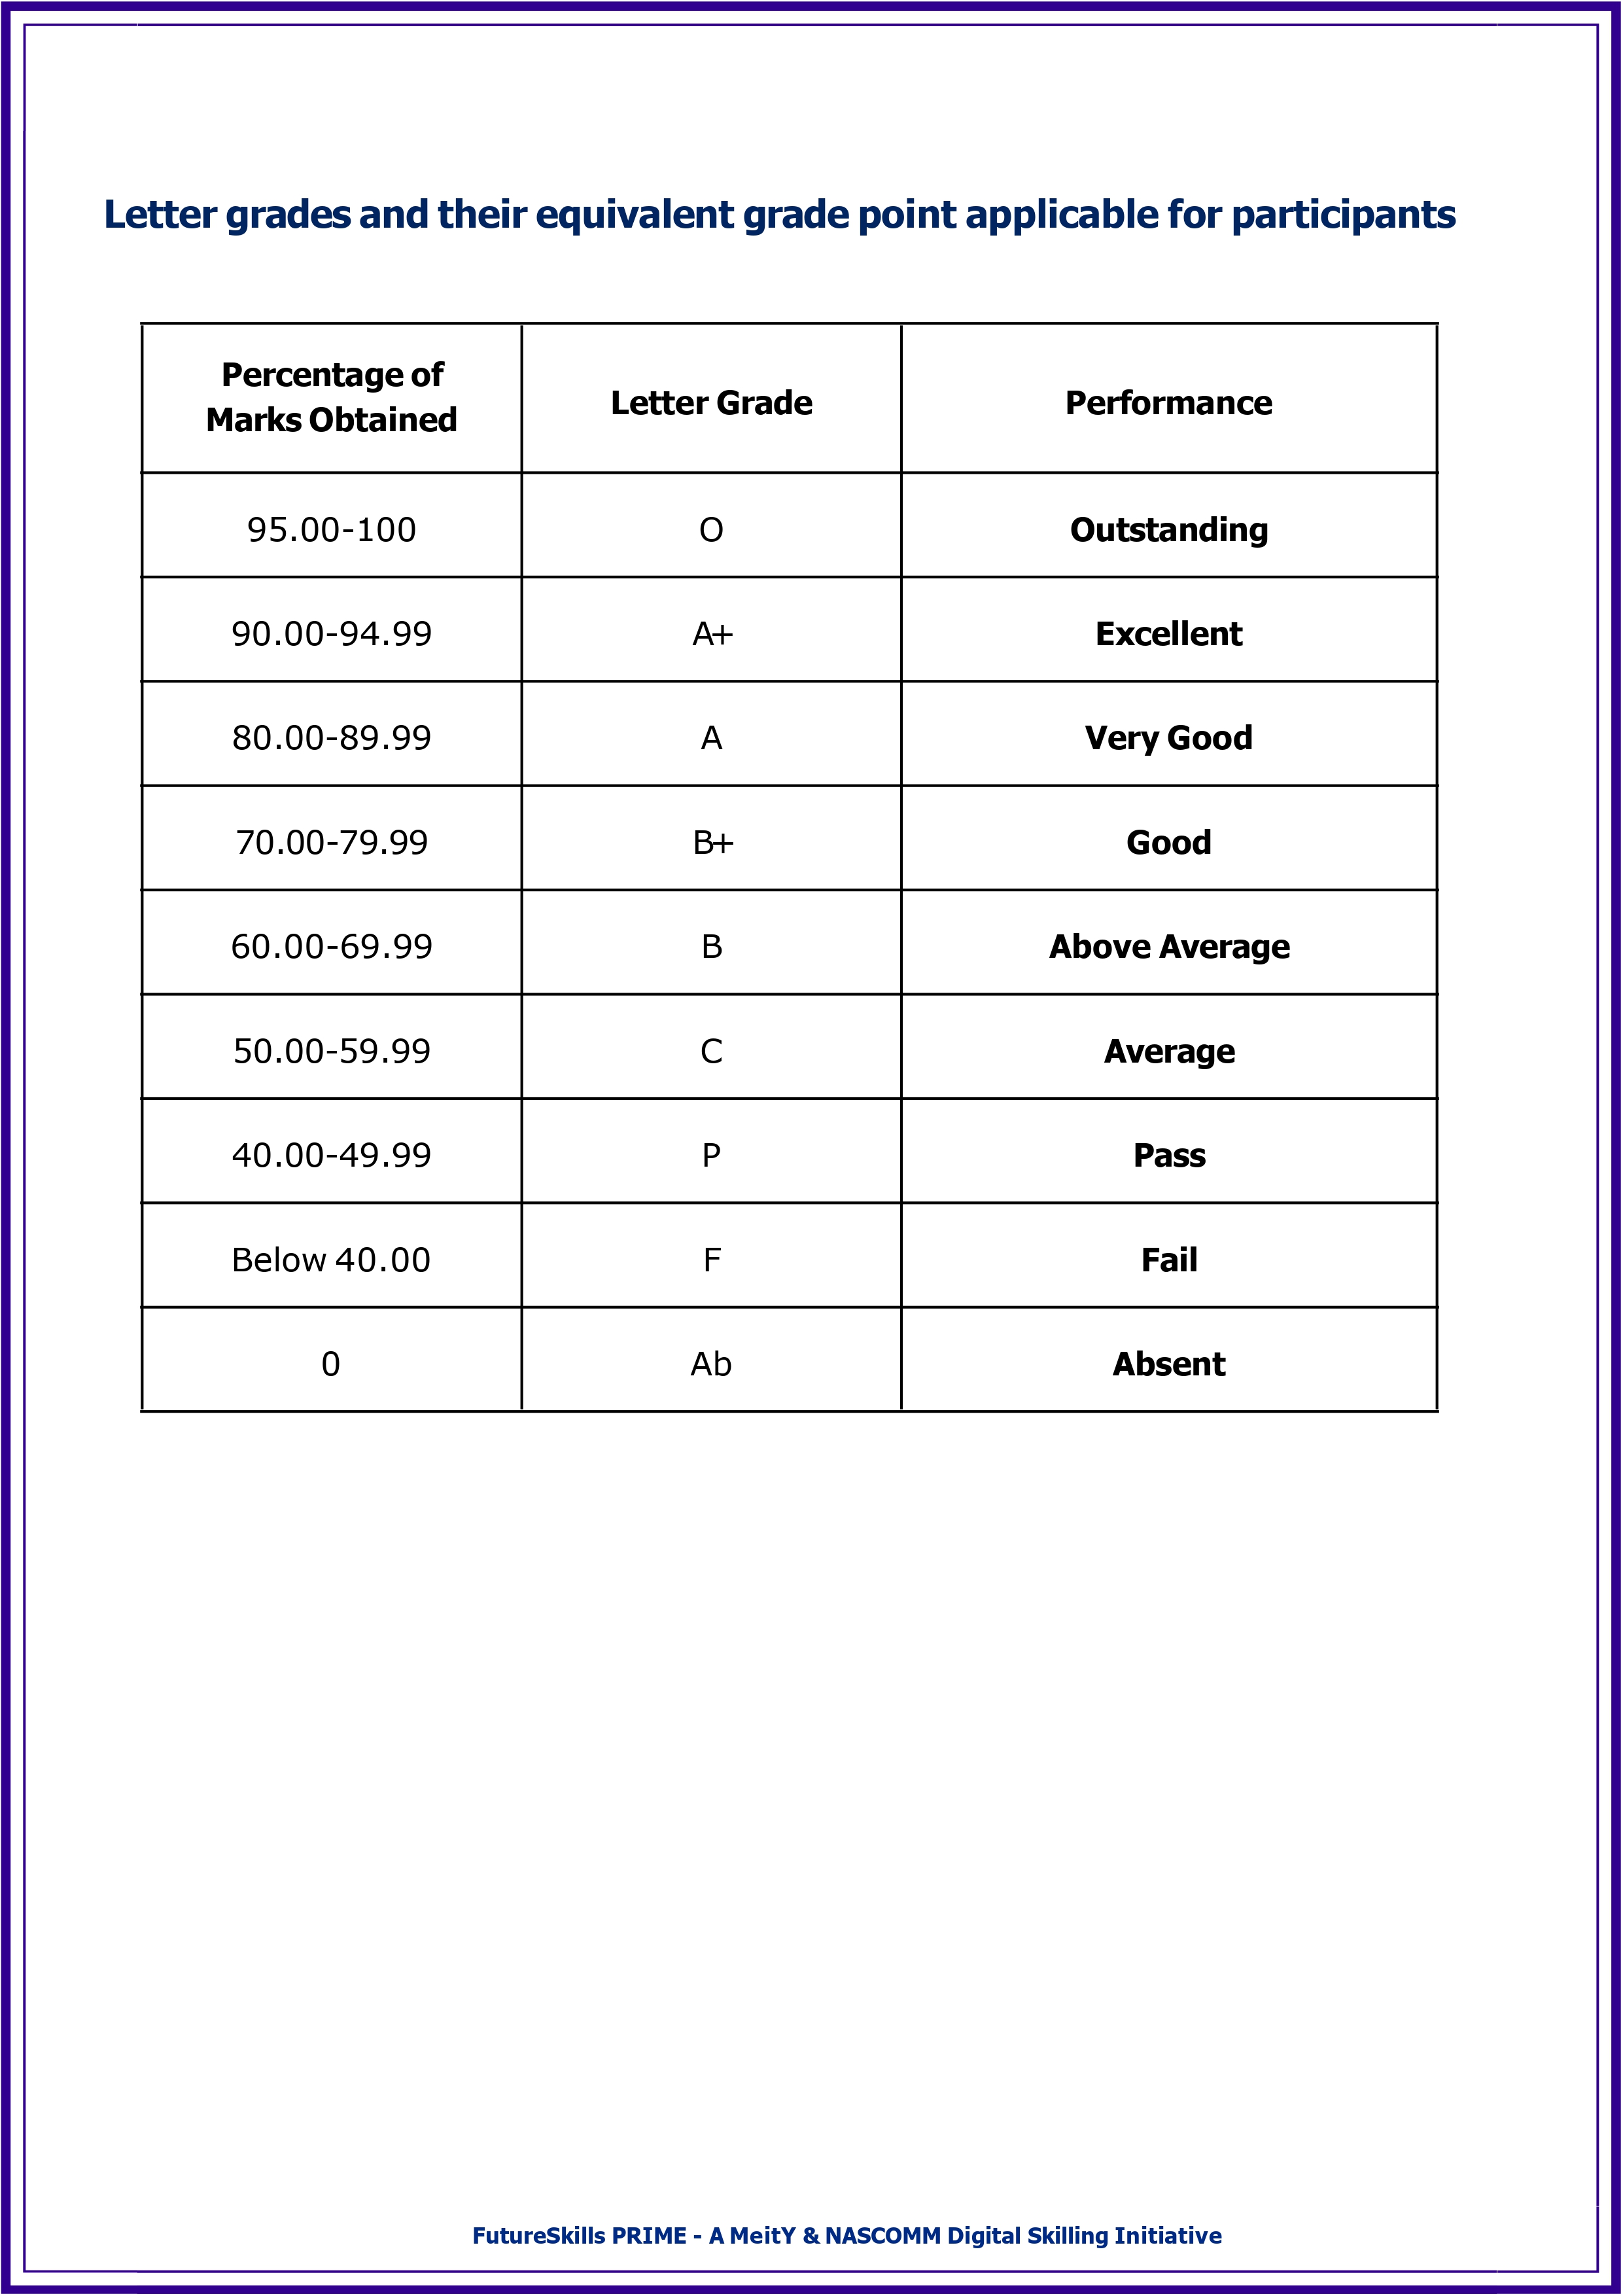 Letter grades and their equivalent grade point applicable for participants
Percentage of
Marks Obtained
Letter Grade
Performance
95.00-100 O Outstanding
90.00-94.99 A+ Excellent
80.00-89.99 A Very Good
70.00-79.99 B+ Good
60.00-69.99 B Above Average
50.00-59.99 C Average
40.00-49.99 P Pass
Below 40.00 F Fail
0 Ab Absent
FutureSkills PRIME - A MeitY & NASCOMM Digital Skilling Initiative